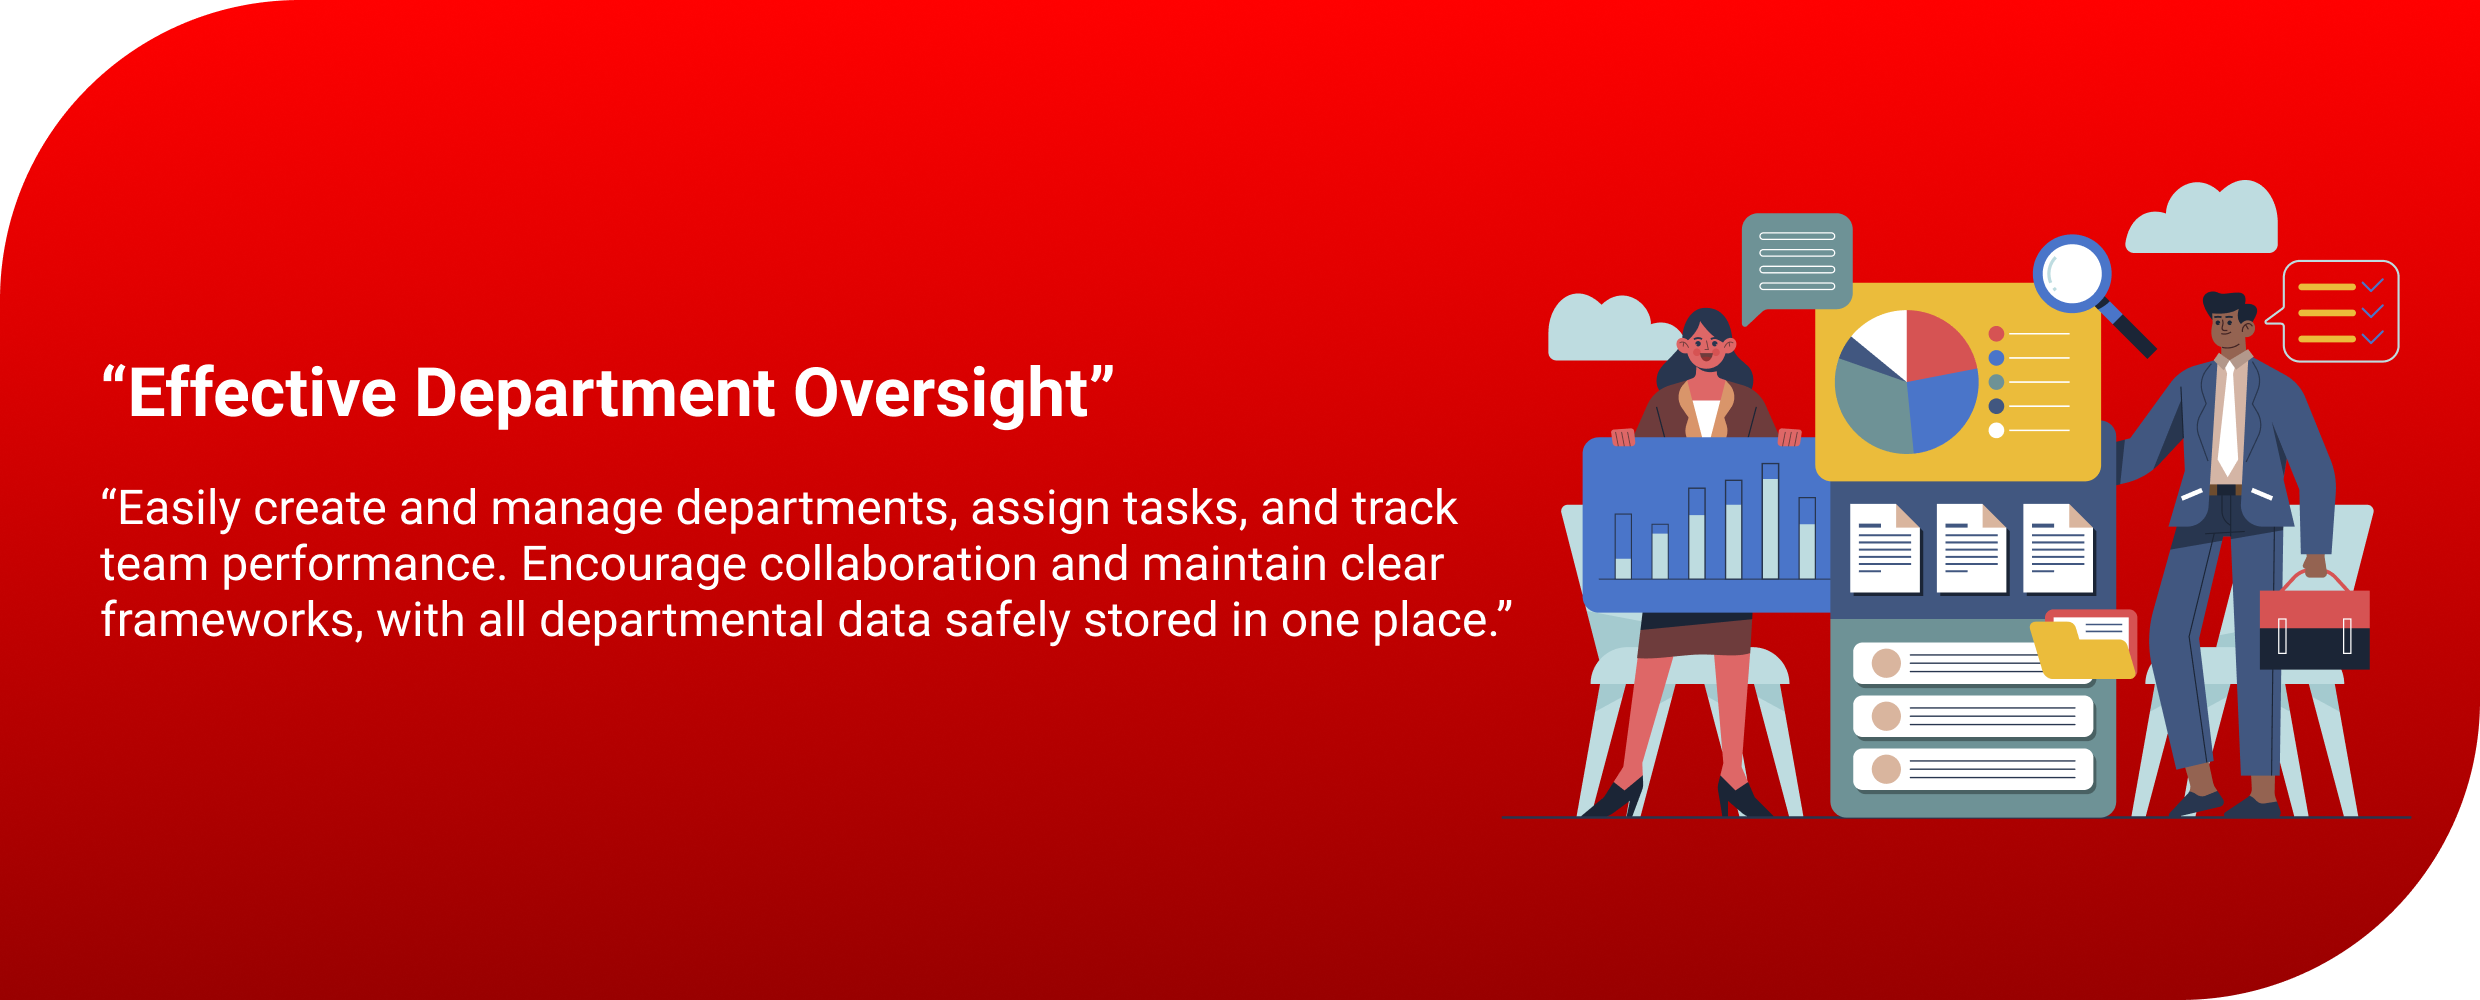 “Effective Department Oversight”
“Easily create and manage departments, assign tasks, and track
team performance. Encourage collaboration and maintain clear
frameworks, with all departmental data safely stored in one place.”